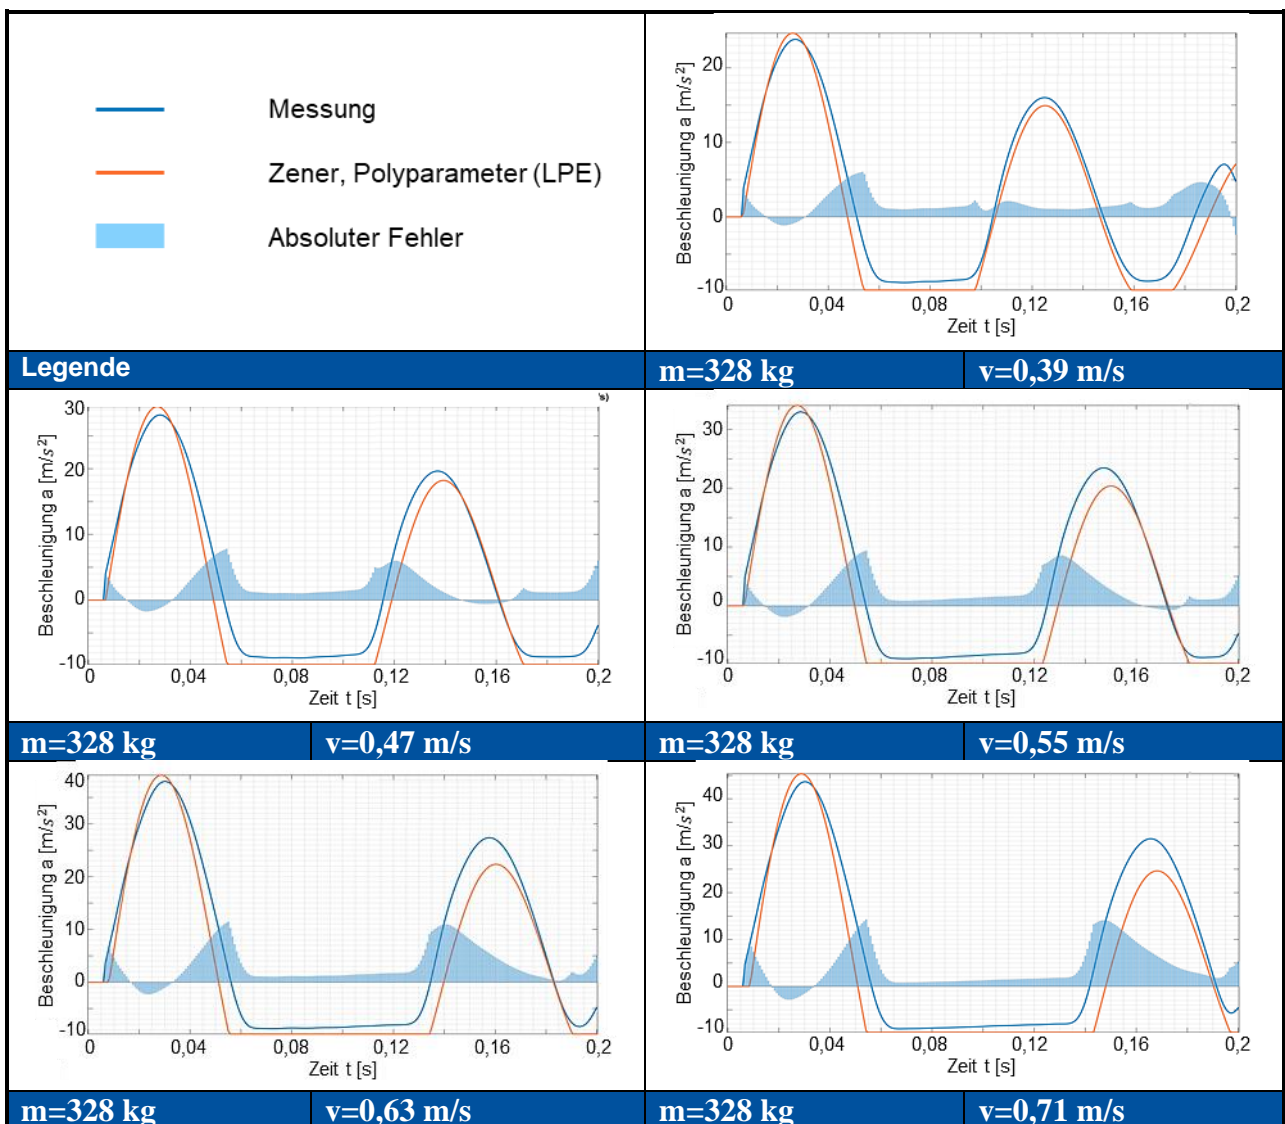 Messung
Zener, Polyparameter (LPE)
Absoluter Fehler
Legende
Beschleunigung a [m/s²]
20
10
0
-10
0 0,04 0,08 0,12 0,16 0,2
Zeit t [s]
m=328 kg v=0,39 m/s
Beschleunigung a [m/s²]
30
20
10
0
-10
0 0,04 0,08 0,12 0,16 0,2
Zeit t [s]
m=328 kg v=0,47 m/s
Beschleunigung a [m/s²]
30
20
10
0
-10
0 0,04 0,08 0,12 0,16 0,2
Zeit t [s]
m=328 kg v=0,55 m/s
Beschleunigung a [m/s²]
40
30
20
10
0
-10
0 0,04 0,08 0,12 0,16 0,2
Zeit t [s]
m=328 kg v=0,63 m/s
Beschleunigung a [m/s²]
40
30
20
10
0
-10
0 0,04 0,08 0,12 0,16 0,2
Zeit t [s]
m=328 kg v=0,71 m/s